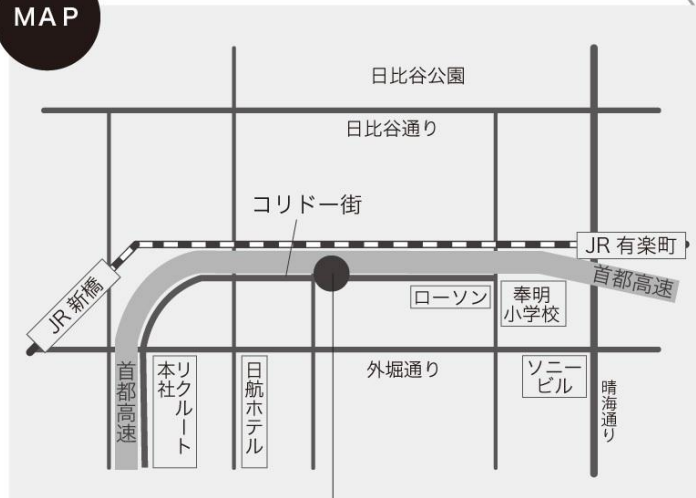 MAP
日比谷公園
日比谷通り
コリドー街
JR 有楽町
首都高速
JR 新橋
ローソン
奉明
小学校
外堀通り
ソニー
ビル
晴海通り
首都高速
リクルート
本社
日航ホテル